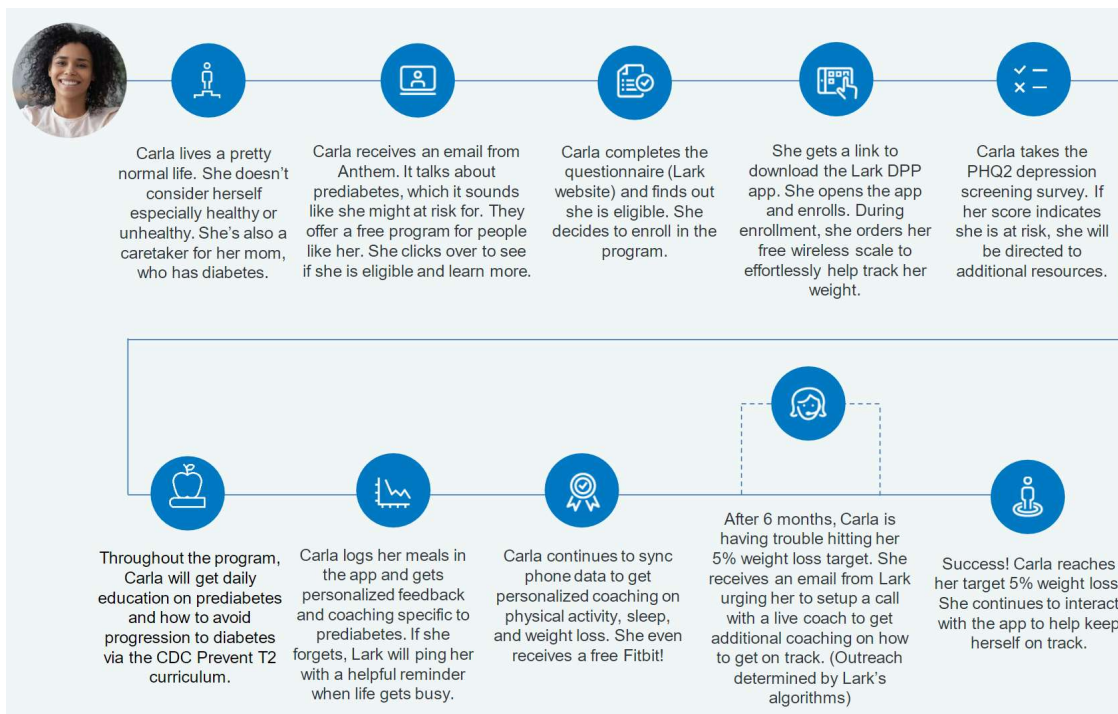 Carla lives a pretty
normal life. She doesn't
consider herself
especially healthy or
unhealthy. She's also a
caretaker for her mom,
who has diabetes.
Carla receives an email from
Anthem. It talks about
prediabetes, which it sounds
like she might at risk for. They
offer a free program for people
like her. She clicks over to see
if she is eligible and learn more.
Carla completes the
questionnaire (Lark
website) and finds out
she is eligible. She
decides to enroll in the
program.
She gets a link to
download the Lark DPP
app. She opens the app
and enrolls. During
enrollment, she orders her
free wireless scale to
effortlessly help track her
weight.
Carla takes the
PHQ2 depression
screening survey. If
her score indicates
she is at risk, she will
be directed to
additional resources.
Throughout the program,
Carla will get daily
education on prediabetes
and how to avoid
progression to diabetes
via the CDC Prevent T2
curriculum.
Carla logs her meals in
the app and gets
personalized feedback
and coaching specific to
prediabetes. If she
forgets, Lark will ping her
with a helpful reminder
when life gets busy.
Carla continues to sync
phone data to get
personalized coaching on
physical activity, sleep,
and weight loss. She even
receives a free Fitbit!
After 6 months, Carla is
having trouble hitting her
5% weight loss target. She
receives an email from Lark
urging her to setup a call
with a live coach to get
additional coaching on how
to get on track. (Outreach
determined by Lark's
algorithms)
Success! Carla reaches
her target 5% weight loss
She continues to interact
with the app to help keep
herself on track.